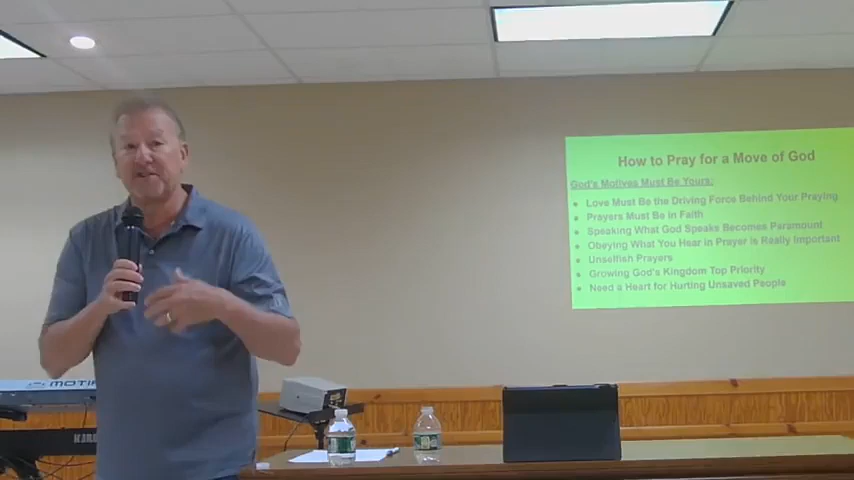 How to Pray for a Move of God
God's Motives Must Be Yours:
• Love Must Be the Driving Force Behind Your Praying
• Prayers Must Be in Faith
• Speaking What God Speaks Becomes Paramount
• Obeying What You Hear in Prayer is Really Important
• Unselfish Prayers
• Growing God's Kingdom Top Priority
• Need a Heart for Hurting Unsaved People
MOTIF
KORG